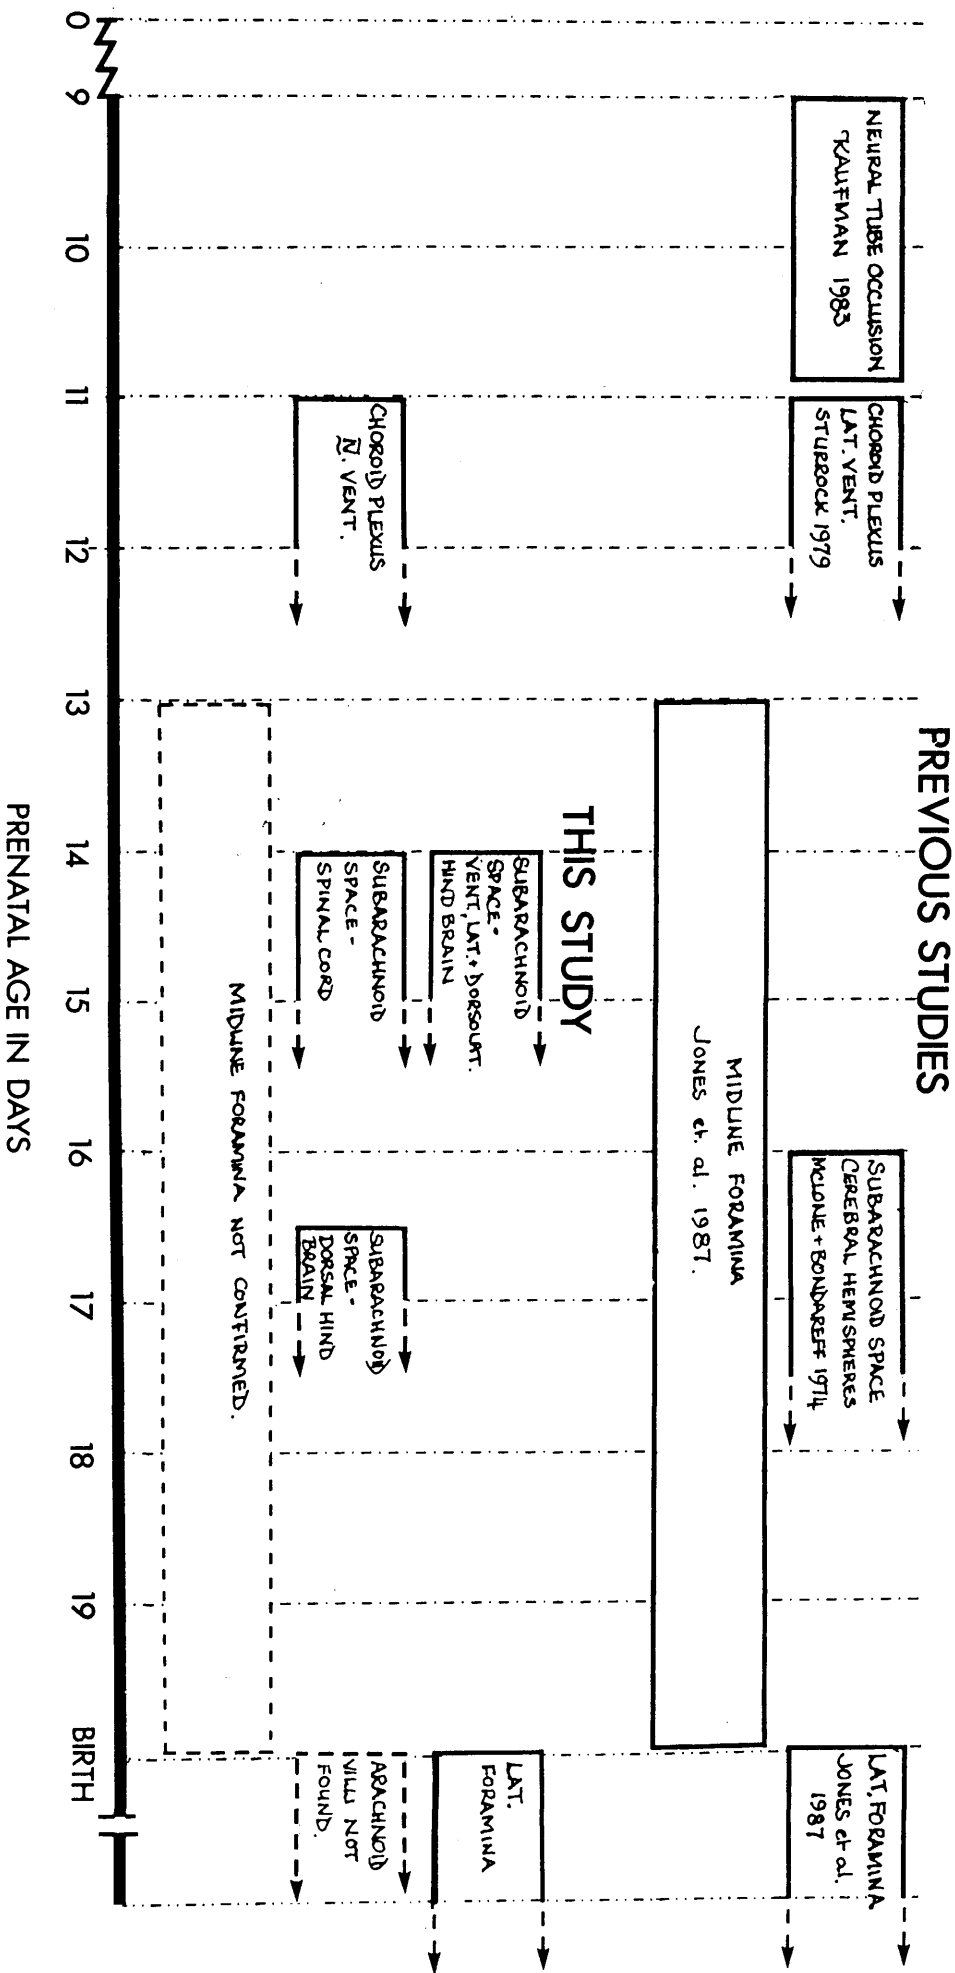 PREVIOUS STUDIES
NEURAL TUBE OCCLUSION
KAUFMAN 1983
CHOROID PLEXUS
LAT. VENT.
STURROCK 1979
SUBARACHNOID SPACE
CEREBRAL HEMISPHERES
MCLONE + BONDAREFF 1974
LAT. FORAMINA
JONES et al.
1987
MIDLINE FORAMINA
JONES et. al. 1987.
THIS STUDY
SUBARACHNOID
SPACE-
VENT, LAT. + DORSOLAT.
HIND BRAIN
LAT.
FORAMINA
CHOROID PLEXUS
IV. VENT.
SUBARACHNOID
SPACE-
SPINAL CORD
SUBARACHNOID
SPACE-
DORSAL HIND
BRAIN
ARACHNOID
VILLI NOT
FOUND.
MIDLINE FORAMINA NOT CONFIRMED.
0 9 10 11 12 13 14 15 16 17 18 19 BIRTH
PRENATAL AGE IN DAYS